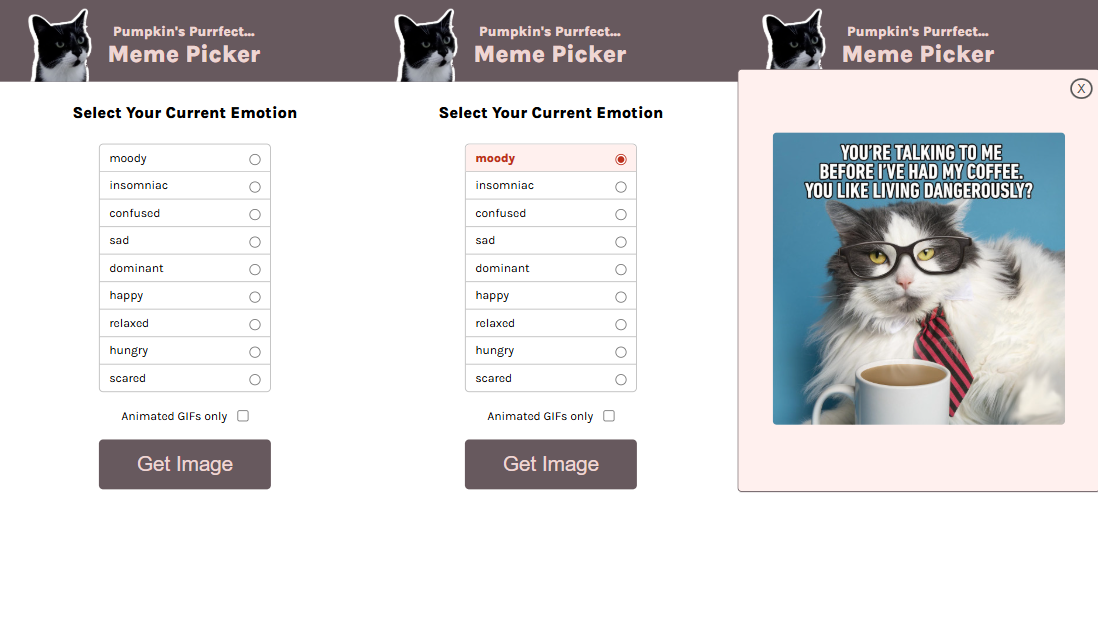 Pumpkin's Purrfect...
Meme Picker
Select Your Current Emotion
moody
insomniac
confused
sad
dominant
happy
relaxed
hungry
scared
Animated GIFs only
Get Image
Pumpkin's Purrfect...
Meme Picker
Select Your Current Emotion
moody
insomniac
confused
sad
dominant
happy
relaxed
hungry
scared
Animated GIFs only
Get Image
Pumpkin's Purrfect...
Meme Picker
X
YOU'RE TALKING TO ME
BEFORE I'VE HAD MY COFFEE.
YOU LIKE LIVING DANGEROUSLY?